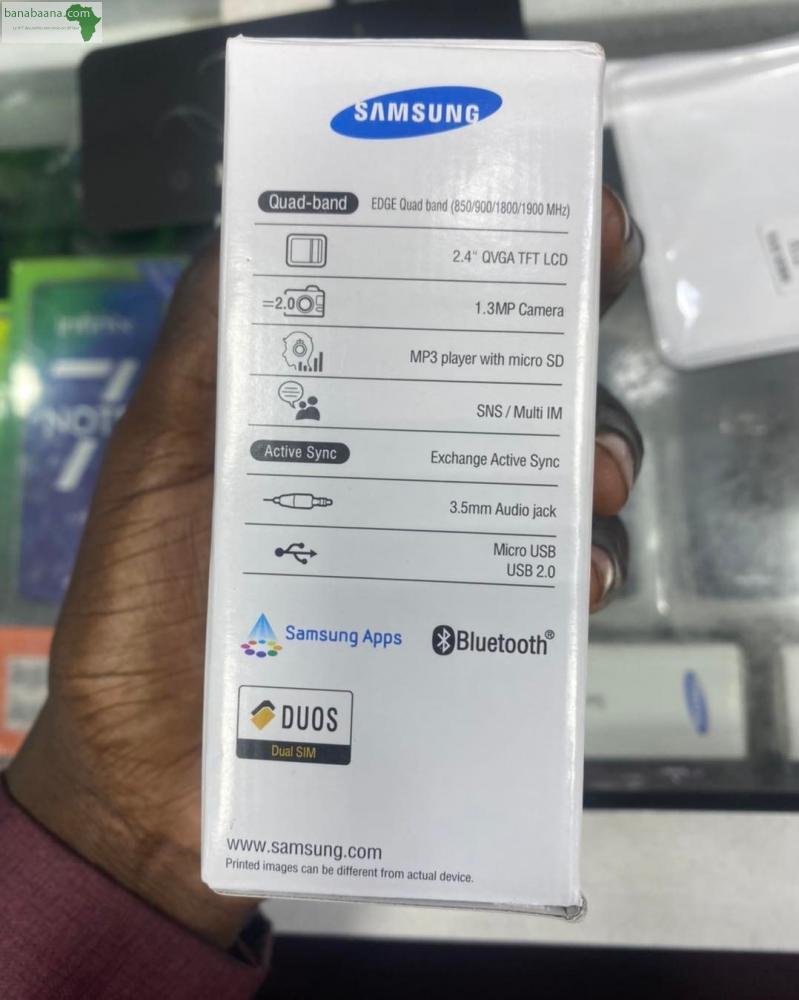 banabaana.com
SAMSUNG
Quad-band EDGE Quad band (850/900/1800/1900 MHz)
2.4" QVGA TFT LCD
=2.0 1.3MP Camera
MP3 player with micro SD
SNS / Multi IM
Active Sync Exchange Active Sync
3.5mm Audio jack
Micro USB
USB 2.0
Samsung Apps Bluetooth®
DUOS
Dual SIM
www.samsung.com
Printed images can be different from actual device.
Infinix
NOTE
7